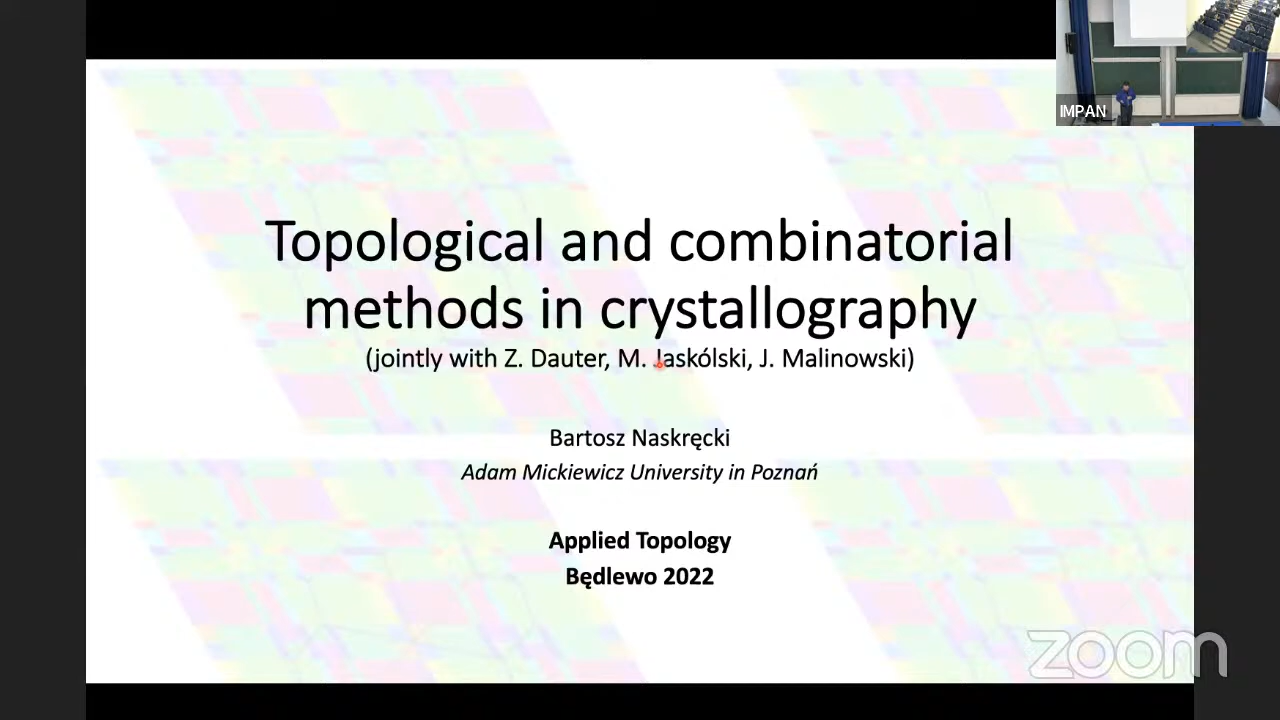 IMPAN
Topological and combinatorial
methods in crystallography
(jointly with Z. Dauter, M. Jaskólski, J. Malinowski)
Bartosz Naskręcki
Adam Mickiewicz University in Poznań
Applied Topology
Będlewo 2022
zoom